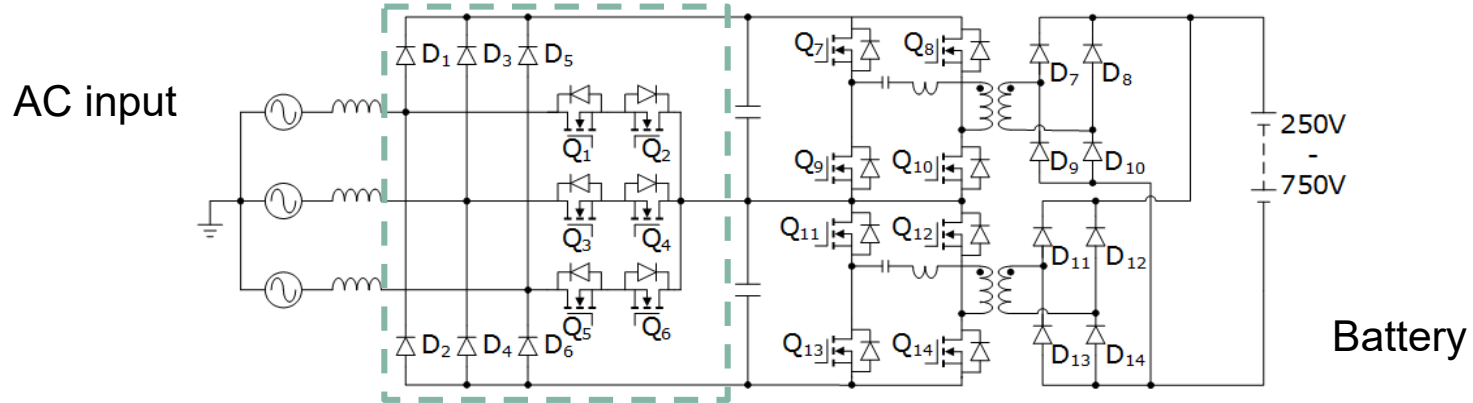 AC input
D1 D3 D5
Q1 Q2
Q3 Q4
Q5 Q6
D2 D4 D6
Q7 Q8
Q9 Q10
Q11 Q12
Q13 Q14
D7 D8
D9 D10
D11 D12
D13 D14
250V
-
750V
Battery